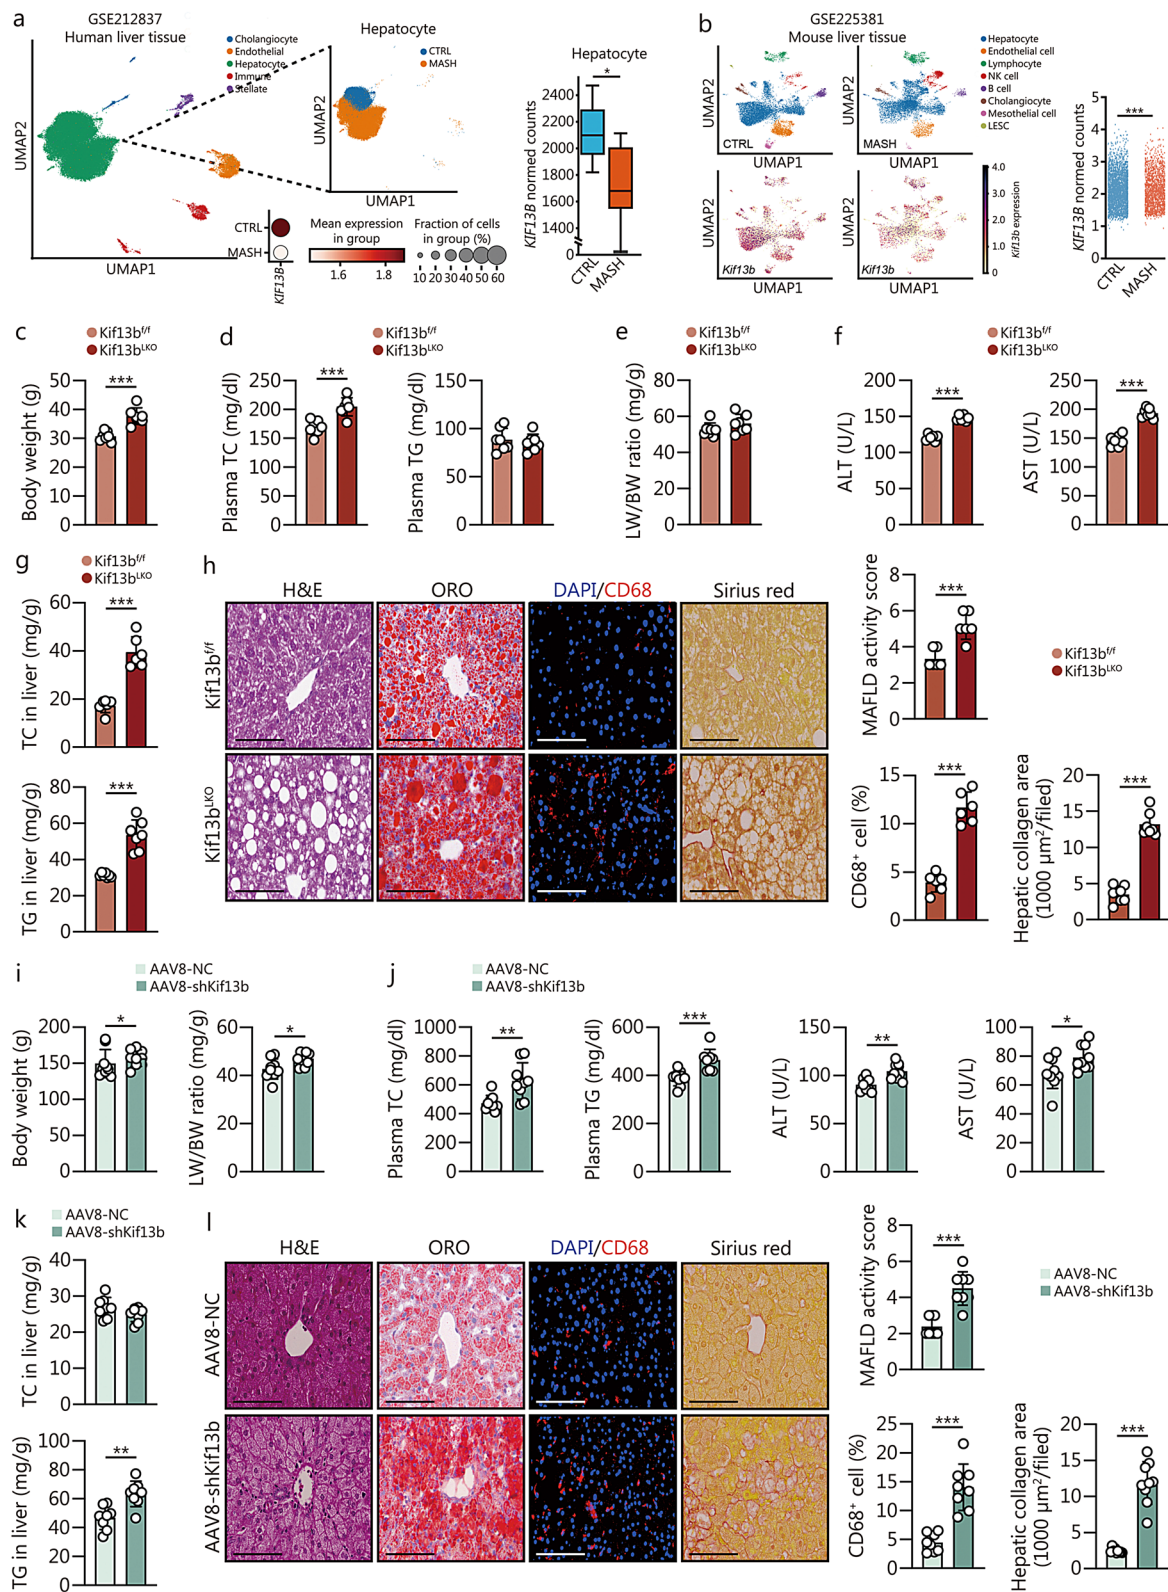 a
GSE212837
Human liver tissue
Cholangiocyte
Endothelial
Hepatocyte
Immune
Stellate
UMAP2
UMAP1
Hepatocyte
CTRL
MASH
UMAP2
UMAP1
CTRL
MASH
KIF13B
Mean expression
in group
1.6 1.8
Fraction of cells
in group (%)
10 20 30 40 50 60
Hepatocyte
*
KIF13B normed counts
2400
2200
2000
1800
1600
1400
0
CTRL
MASH
b
GSE225381
Mouse liver tissue
UMAP2
CTRL
UMAP1
MASH
UMAP1
Hepatocyte
Endothelial cell
Lymphocyte
NK cell
B cell
Cholangiocyte
Mesothelial cell
LESC
UMAP2
Kif13b
UMAP1
UMAP2
Kif13b
UMAP1
4.0
3.0
2.0
1.0
0
Kif13b expression
KIF13B normed counts
***
5
4
3
2
1
0
CTRL
MASH
c
Kif13bf/f
Kif13bLKO
Body weight (g)
***
50
40
30
20
10
0
d
Kif13bf/f
Kif13bLKO
Plasma TC (mg/dl)
***
250
200
150
100
50
0
Plasma TG (mg/dl)
150
100
50
0
e
Kif13bf/f
Kif13bLKO
LW/BW ratio (mg/g)
80
60
40
20
0
f
Kif13bf/f
Kif13bLKO
ALT (U/L)
***
200
150
100
50
0
AST (U/L)
***
250
200
150
100
50
0
g
Kif13bf/f
Kif13bLKO
TC in liver (mg/g)
***
60
40
20
0
TG in liver (mg/g)
***
80
60
40
20
0
h
H&E
ORO
DAPI/CD68
Sirius red
Kif13bf/f
Kif13bLKO
MAFLD activity score
***
8
6
4
2
0
Kif13bf/f
Kif13bLKO
CD68+ cell (%)
***
15
10
5
0
Hepatic collagen area
(1000 μm2/filed)
***
20
15
10
5
0
i
AAV8-NC
AAV8-shKif13b
Body weight (g)
*
200
150
100
50
0
LW/BW ratio (mg/g)
*
60
40
20
0
j
AAV8-NC
AAV8-shKif13b
Plasma TC (mg/dl)
**
1000
800
600
400
200
0
Plasma TG (mg/dl)
***
600
400
200
0
ALT (U/L)
**
150
100
50
0
AST (U/L)
*
100
80
60
40
20
0
k
AAV8-NC
AAV8-shKif13b
TC in liver (mg/g)
40
30
20
10
0
TG in liver (mg/g)
**
100
80
60
40
20
0
l
H&E
ORO
DAPI/CD68
Sirius red
AAV8-NC
AAV8-shKif13b
MAFLD activity score
***
8
6
4
2
0
AAV8-NC
AAV8-shKif13b
CD68+ cell (%)
***
25
20
15
10
5
0
Hepatic collagen area
(1000 μm2/filed)
***
20
15
10
5
0